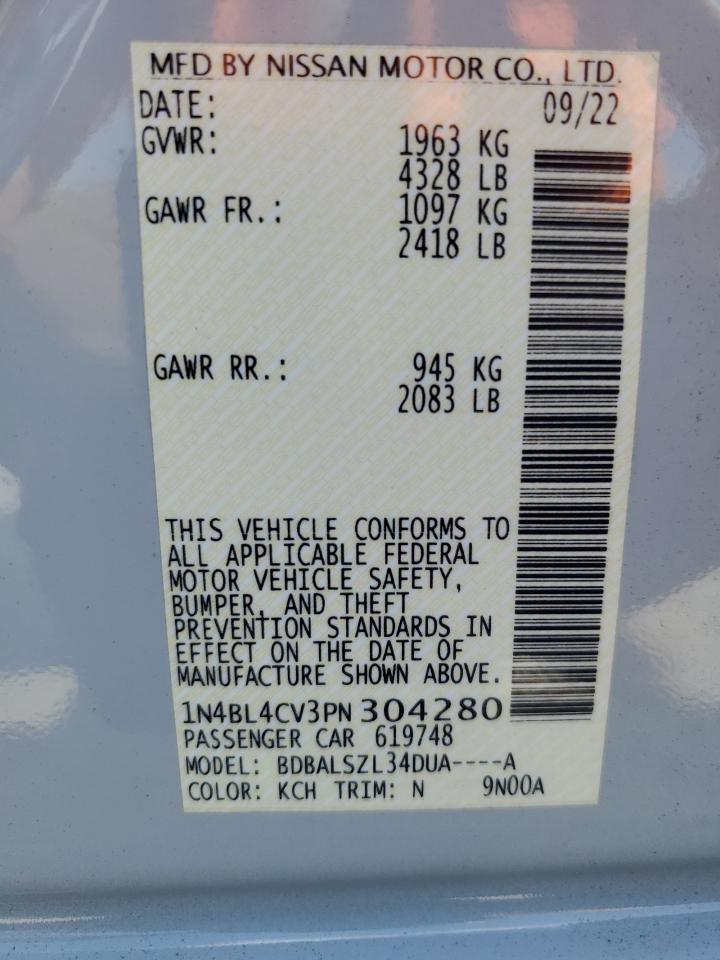 MFD BY NISSAN MOTOR CO., LTD.
DATE: 09/22
GVWR: 1963 KG
4328 LB
GAWR FR.: 1097 KG
2418 LB
GAWR RR.: 945 KG
2083 LB
THIS VEHICLE CONFORMS TO
ALL APPLICABLE FEDERAL
MOTOR VEHICLE SAFETY,
BUMPER, AND THEFT
PREVENTION STANDARDS IN
EFFECT ON THE DATE OF
MANUFACTURE SHOWN ABOVE.
1N4BL4CV3PN304280
PASSENGER CAR 619748
MODEL: BDBALSZL34DUA----A
COLOR: KCH TRIM: N 9N00A